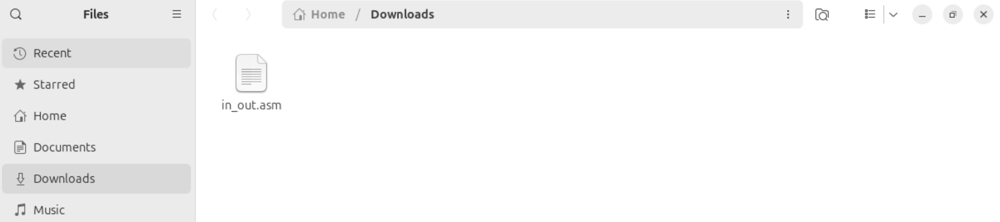 Files
Home / Downloads
Recent
Starred
Home
Documents
Downloads
Music
in_out.asm